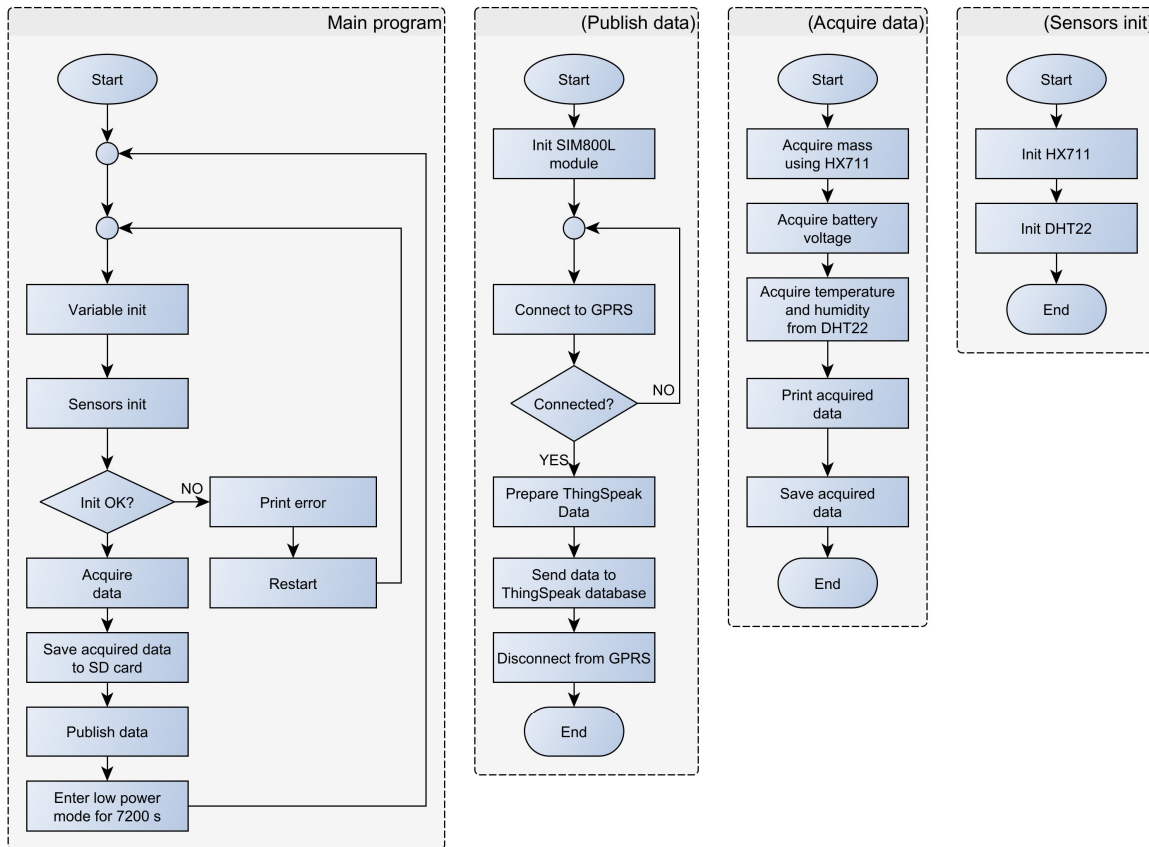 Main program
Start
Variable init
Sensors init
Init OK?
NO
Print error
Restart
Acquire
data
Save acquired data
to SD card
Publish data
Enter low power
mode for 7200 s
(Publish data)
Start
Init SIM800L
module
Connect to GPRS
Connected?
NO
YES
Prepare ThingSpeak
Data
Send data to
ThingSpeak database
Disconnect from GPRS
End
(Acquire data)
Start
Acquire mass
using HX711
Acquire battery
voltage
Acquire temperature
and humidity
from DHT22
Print acquired
data
Save acquired
data
End
(Sensors init)
Start
Init HX711
Init DHT22
End